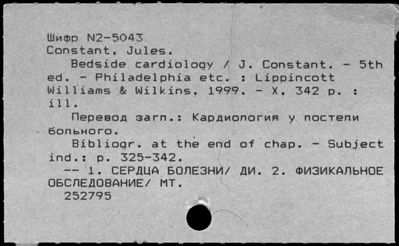 Шифр N2-5043
Constant, Jules.
Bedside cardiology / J. Constant. - 5th
ed. - Philadelphia etc. : Lippincott
Williams & Wilkins, 1999. - X, 342 p. :
ill.
Перевод загл.: Кардиология у постели
больного.
Bibliogr. at the end of chap. - Subject
ind.: p. 325-342.
-- 1. СЕРДЦА БОЛЕЗНИ/ ДИ. 2. ФИЗИКАЛЬНОЕ
ОБСЛЕДОВАНИЕ/ МТ.
252795